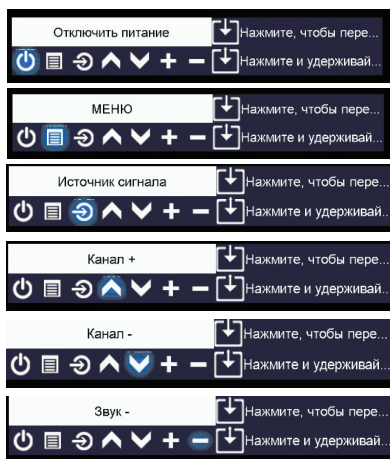 Отключить питание
Нажмите, чтобы пере...
Нажмите и удерживай...
МЕНЮ
Нажмите, чтобы пере...
Нажмите и удерживай...
Источник сигнала
Нажмите, чтобы пере...
Нажмите и удерживай..
Канал +
Нажмите, чтобы пере...
Нажмите и удерживай..
Канал -
Нажмите, чтобы пере...
Нажмите и удерживай...
Звук -
Нажмите, чтобы пере...
Нажмите и удерживай...